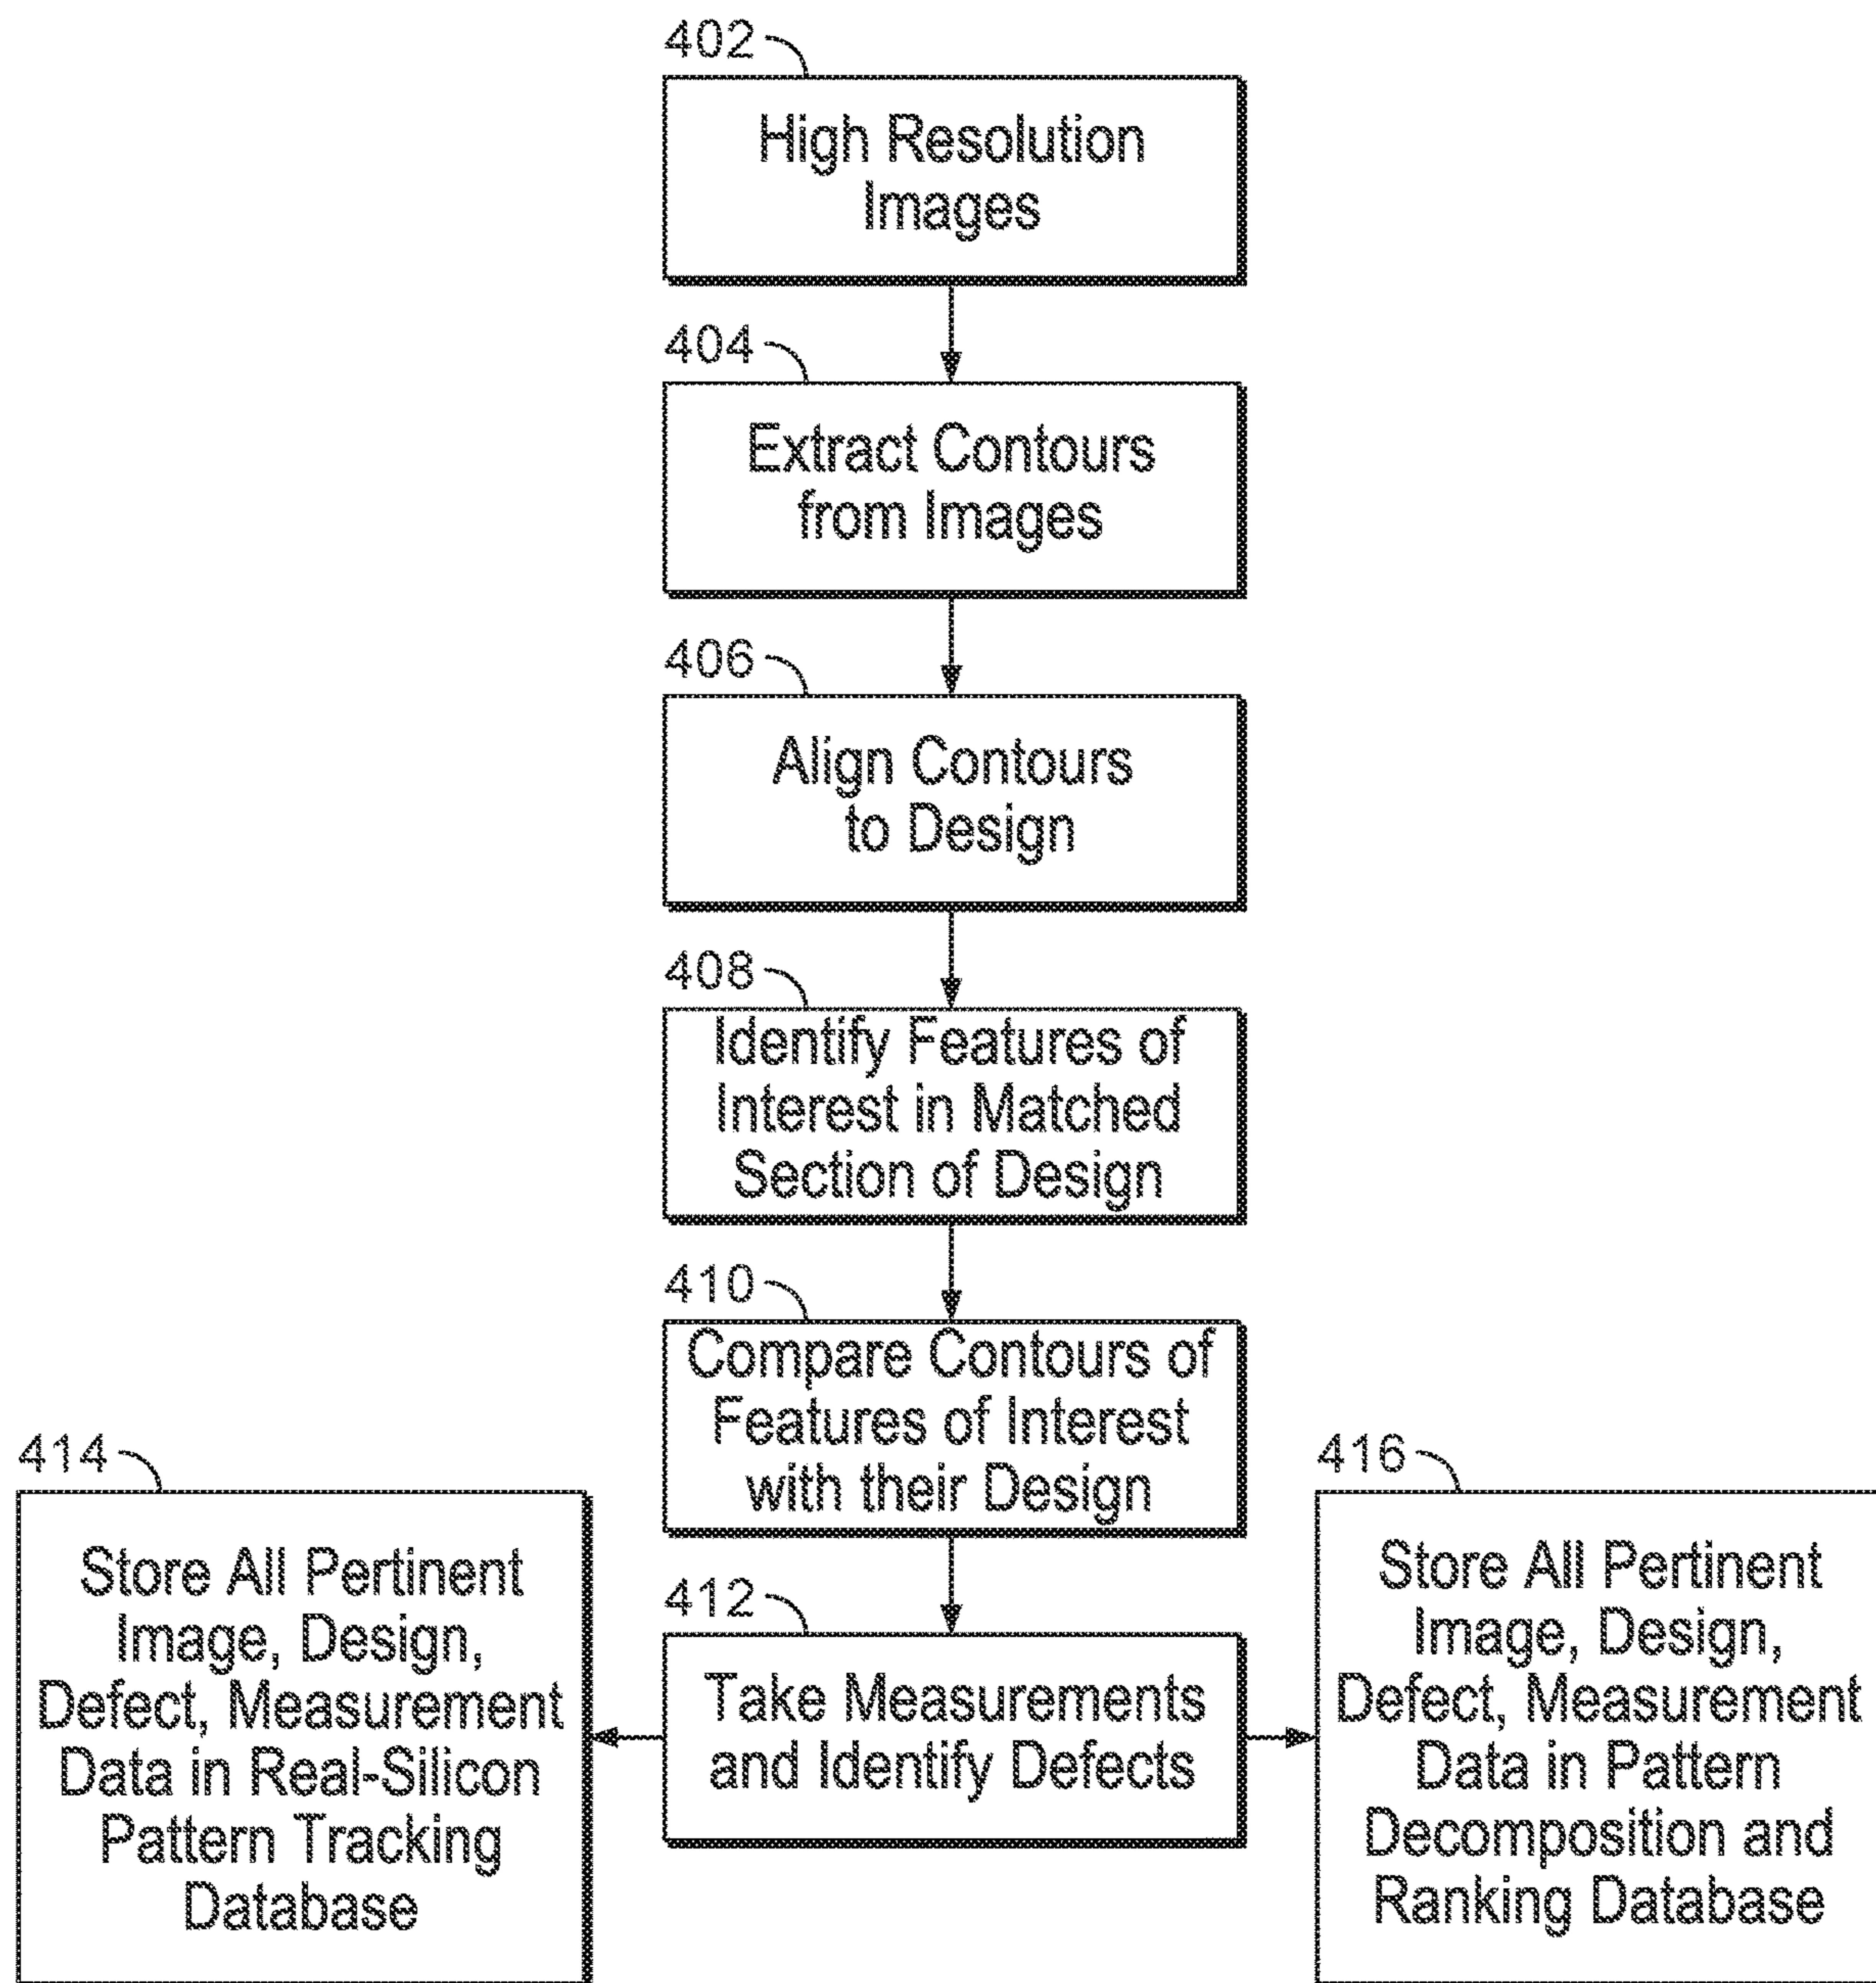 402
High Resolution
Images
404
Extract Contours
from Images
406
Align Contours
to Design
408
Identify Features of
Interest in Matched
Section of Design
410
Compare Contours of
Features of Interest
with their Design
412
Take Measurements
and Identify Defects
414
Store All Pertinent
Image, Design,
Defect, Measurement
Data in Real-Silicon
Pattern Tracking
Database
416
Store All Pertinent
Image, Design,
Defect, Measurement
Data in Pattern
Decomposition and
Ranking Database